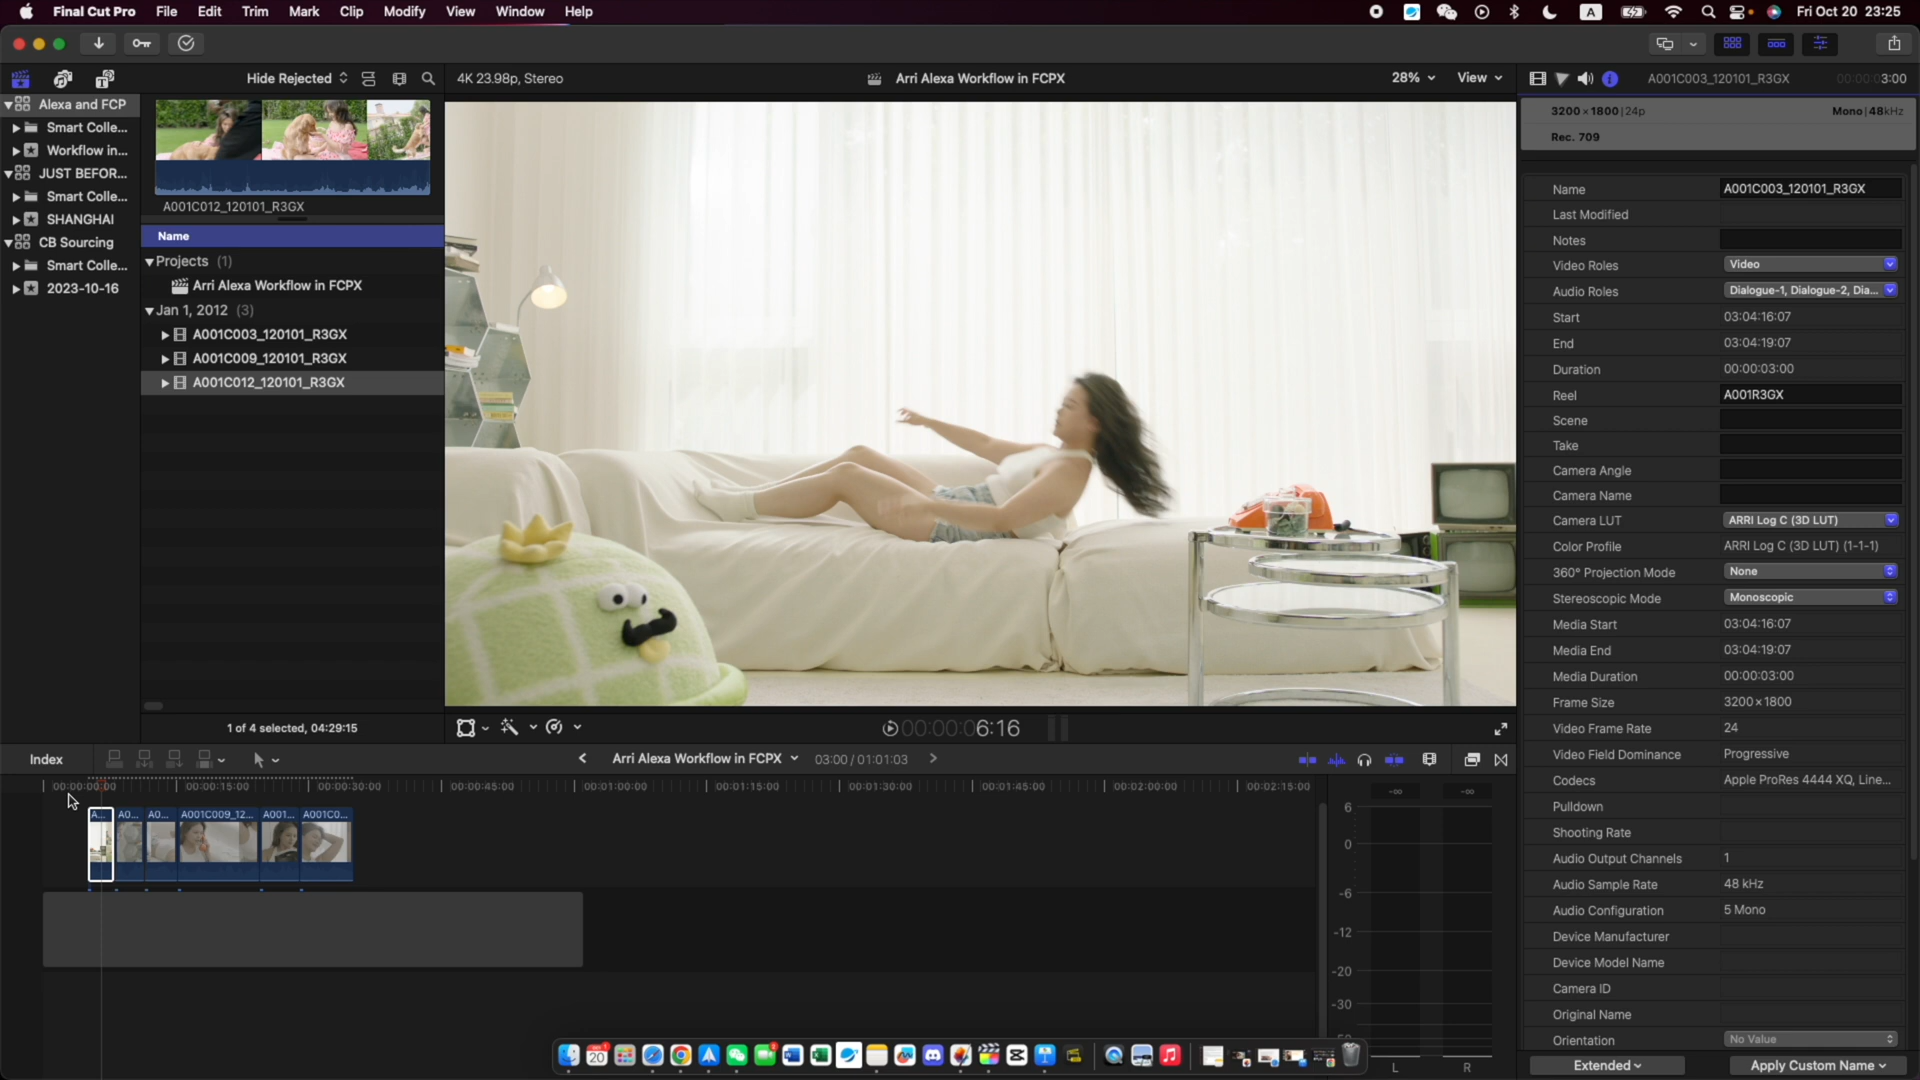 Final Cut Pro File Edit Trim Mark Clip Modify View Window Help
A Fri Oct 20 23:25
Hide Rejected
4K 23.98p, Stereo
Arri Alexa Workflow in FCPX
28%
View
A001C003_120101_R3GX
00:00:03:00
Alexa and FCP
Smart Colle...
Workflow in...
JUST BEFOR...
Smart Colle...
SHANGHAI
CB Sourcing
Smart Colle...
2023-10-16
A001C012_120101_R3GX
Name
Projects (1)
Arri Alexa Workflow in FCPX
Jan 1, 2012 (3)
A001C003_120101_R3GX
A001C009_120101_R3GX
A001C012_120101_R3GX
1 of 4 selected, 04:29:15
00:00:06:16
3200 × 1800 | 24p
Mono | 48kHz
Rec. 709
Name A001C003_120101_R3GX
Last Modified
Notes
Video Roles Video
Audio Roles Dialogue-1, Dialogue-2, Dia...
Start 03:04:16:07
End 03:04:19:07
Duration 00:00:03:00
Reel A001R3GX
Scene
Take
Camera Angle
Camera Name
Camera LUT ARRI Log C (3D LUT)
Color Profile ARRI Log C (3D LUT) (1-1-1)
360° Projection Mode None
Stereoscopic Mode Monoscopic
Media Start 03:04:16:07
Media End 03:04:19:07
Media Duration 00:00:03:00
Frame Size 3200 × 1800
Video Frame Rate 24
Video Field Dominance Progressive
Codecs Apple ProRes 4444 XQ, Line...
Pulldown
Shooting Rate
Audio Output Channels 1
Audio Sample Rate 48 kHz
Audio Configuration 5 Mono
Device Manufacturer
Device Model Name
Camera ID
Original Name
Orientation No Value
Extended
Apply Custom Name
Index
Arri Alexa Workflow in FCPX
03:00 / 01:01:03
00:00:00:00 00:00:15:00 00:00:30:00 00:00:45:00 00:01:00:00 00:01:15:00 00:01:30:00 00:01:45:00 00:02:00:00 00:02:15:00
A... A0... A0... A001C009_12... A001... A001C0...
-∞ -∞
6
0
-6
-12
-20
-30
L R
20